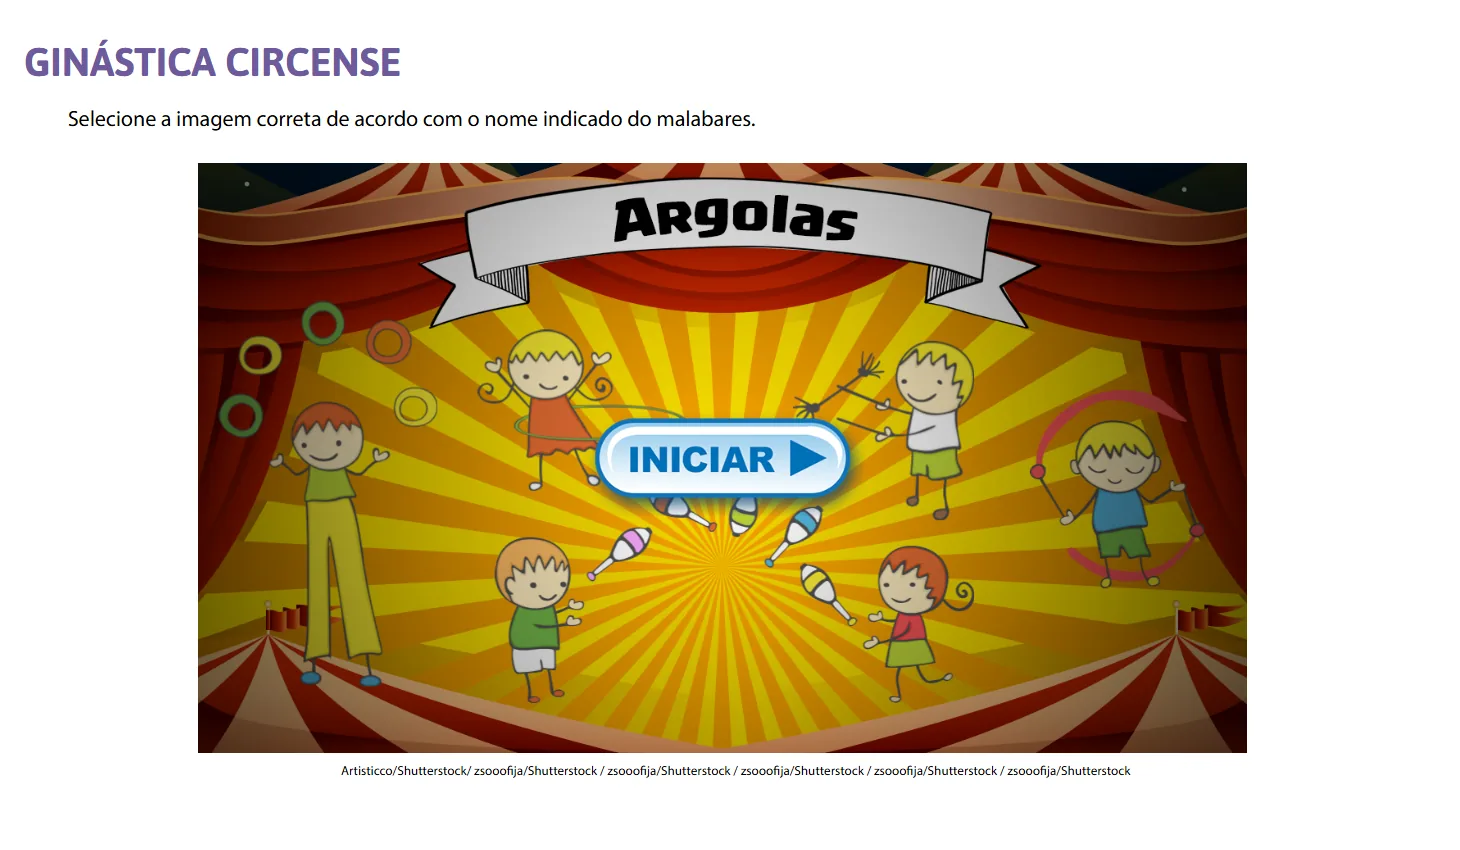 GINÁSTICA CIRCENSE
Selecione a imagem correta de acordo com o nome indicado do malabares.
Argolas
INICIAR
Artisticco/Shutterstock/ zsooofija/Shutterstock / zsooofija/Shutterstock / zsooofija/Shutterstock / zsooofija/Shutterstock / zsooofija/Shutterstock